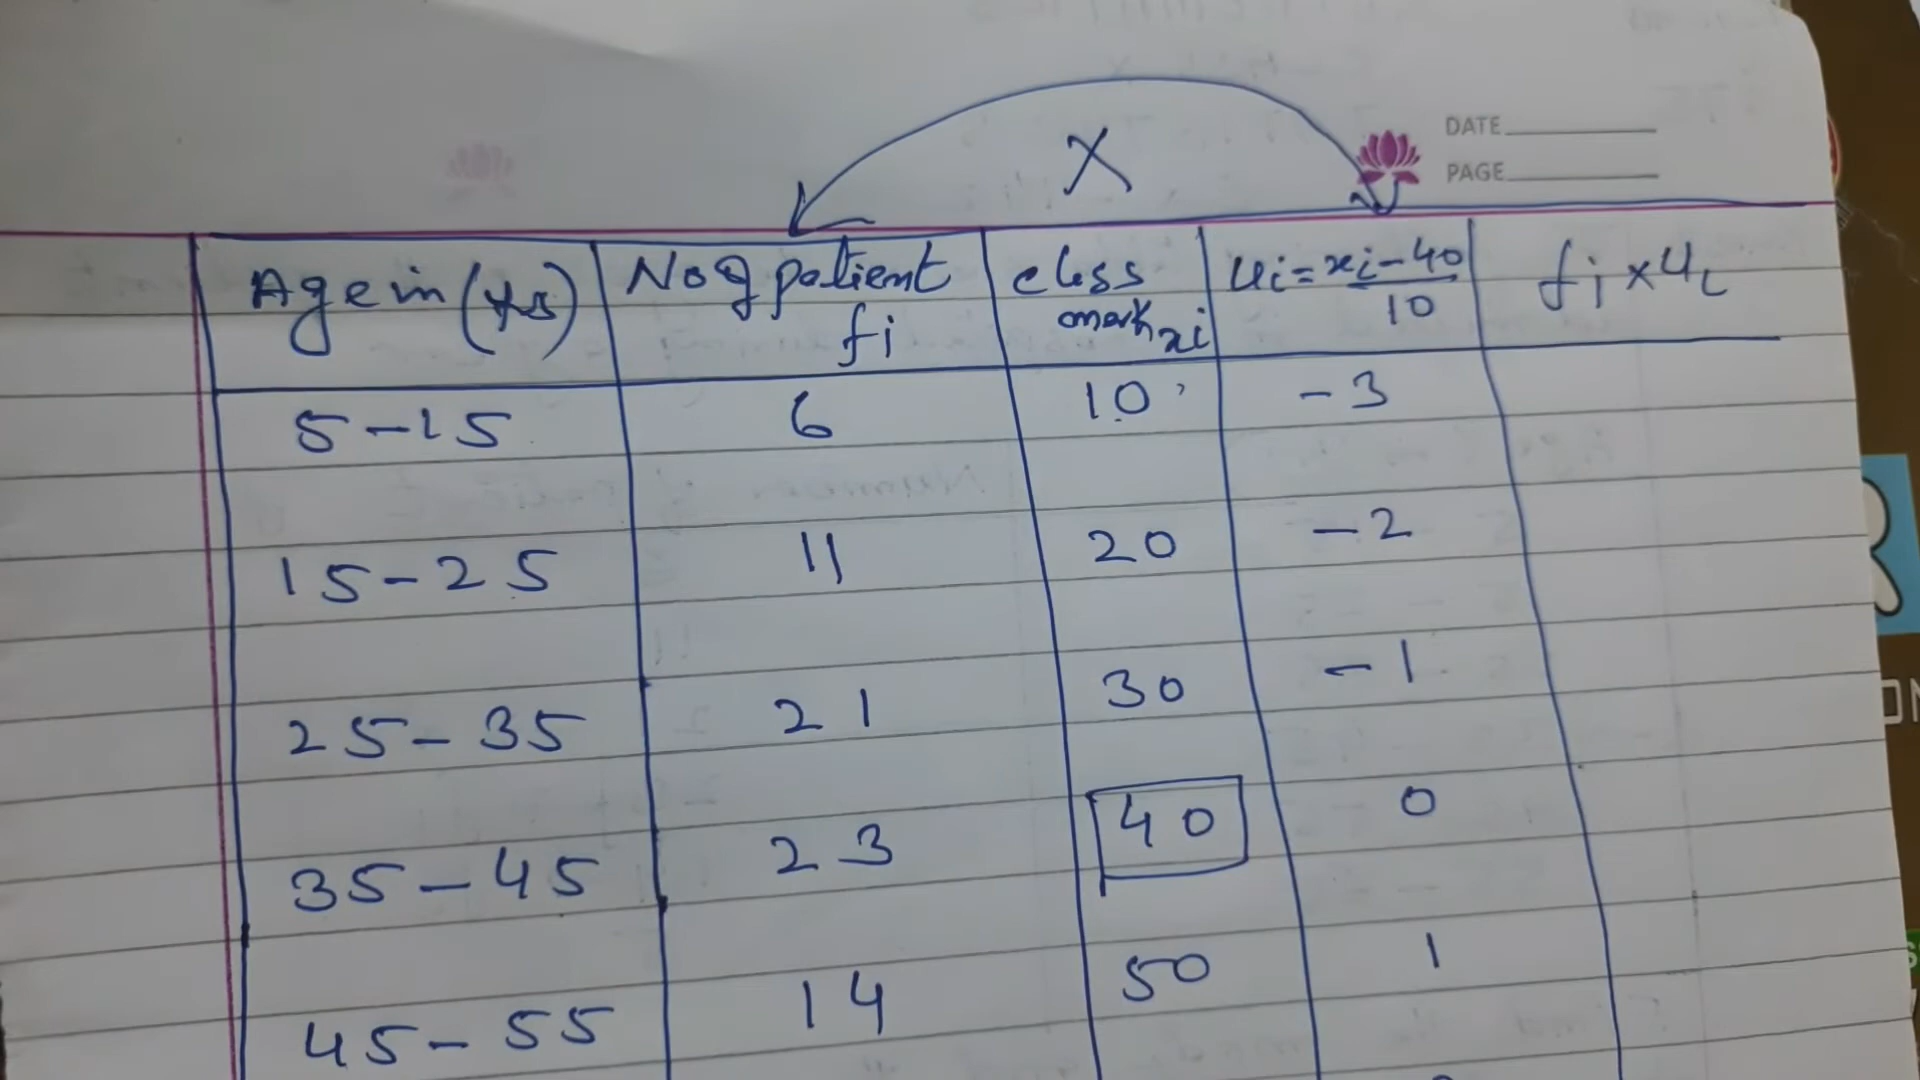 X
DATE
PAGE
Age in (Yrs) No of patient fi class mark xi ui = xi-40/10 fi × ui
5-15 6 10 -3
15-25 11 20 -2
25-35 21 30 -1
35-45 23 40 0
45-55 14 50 1